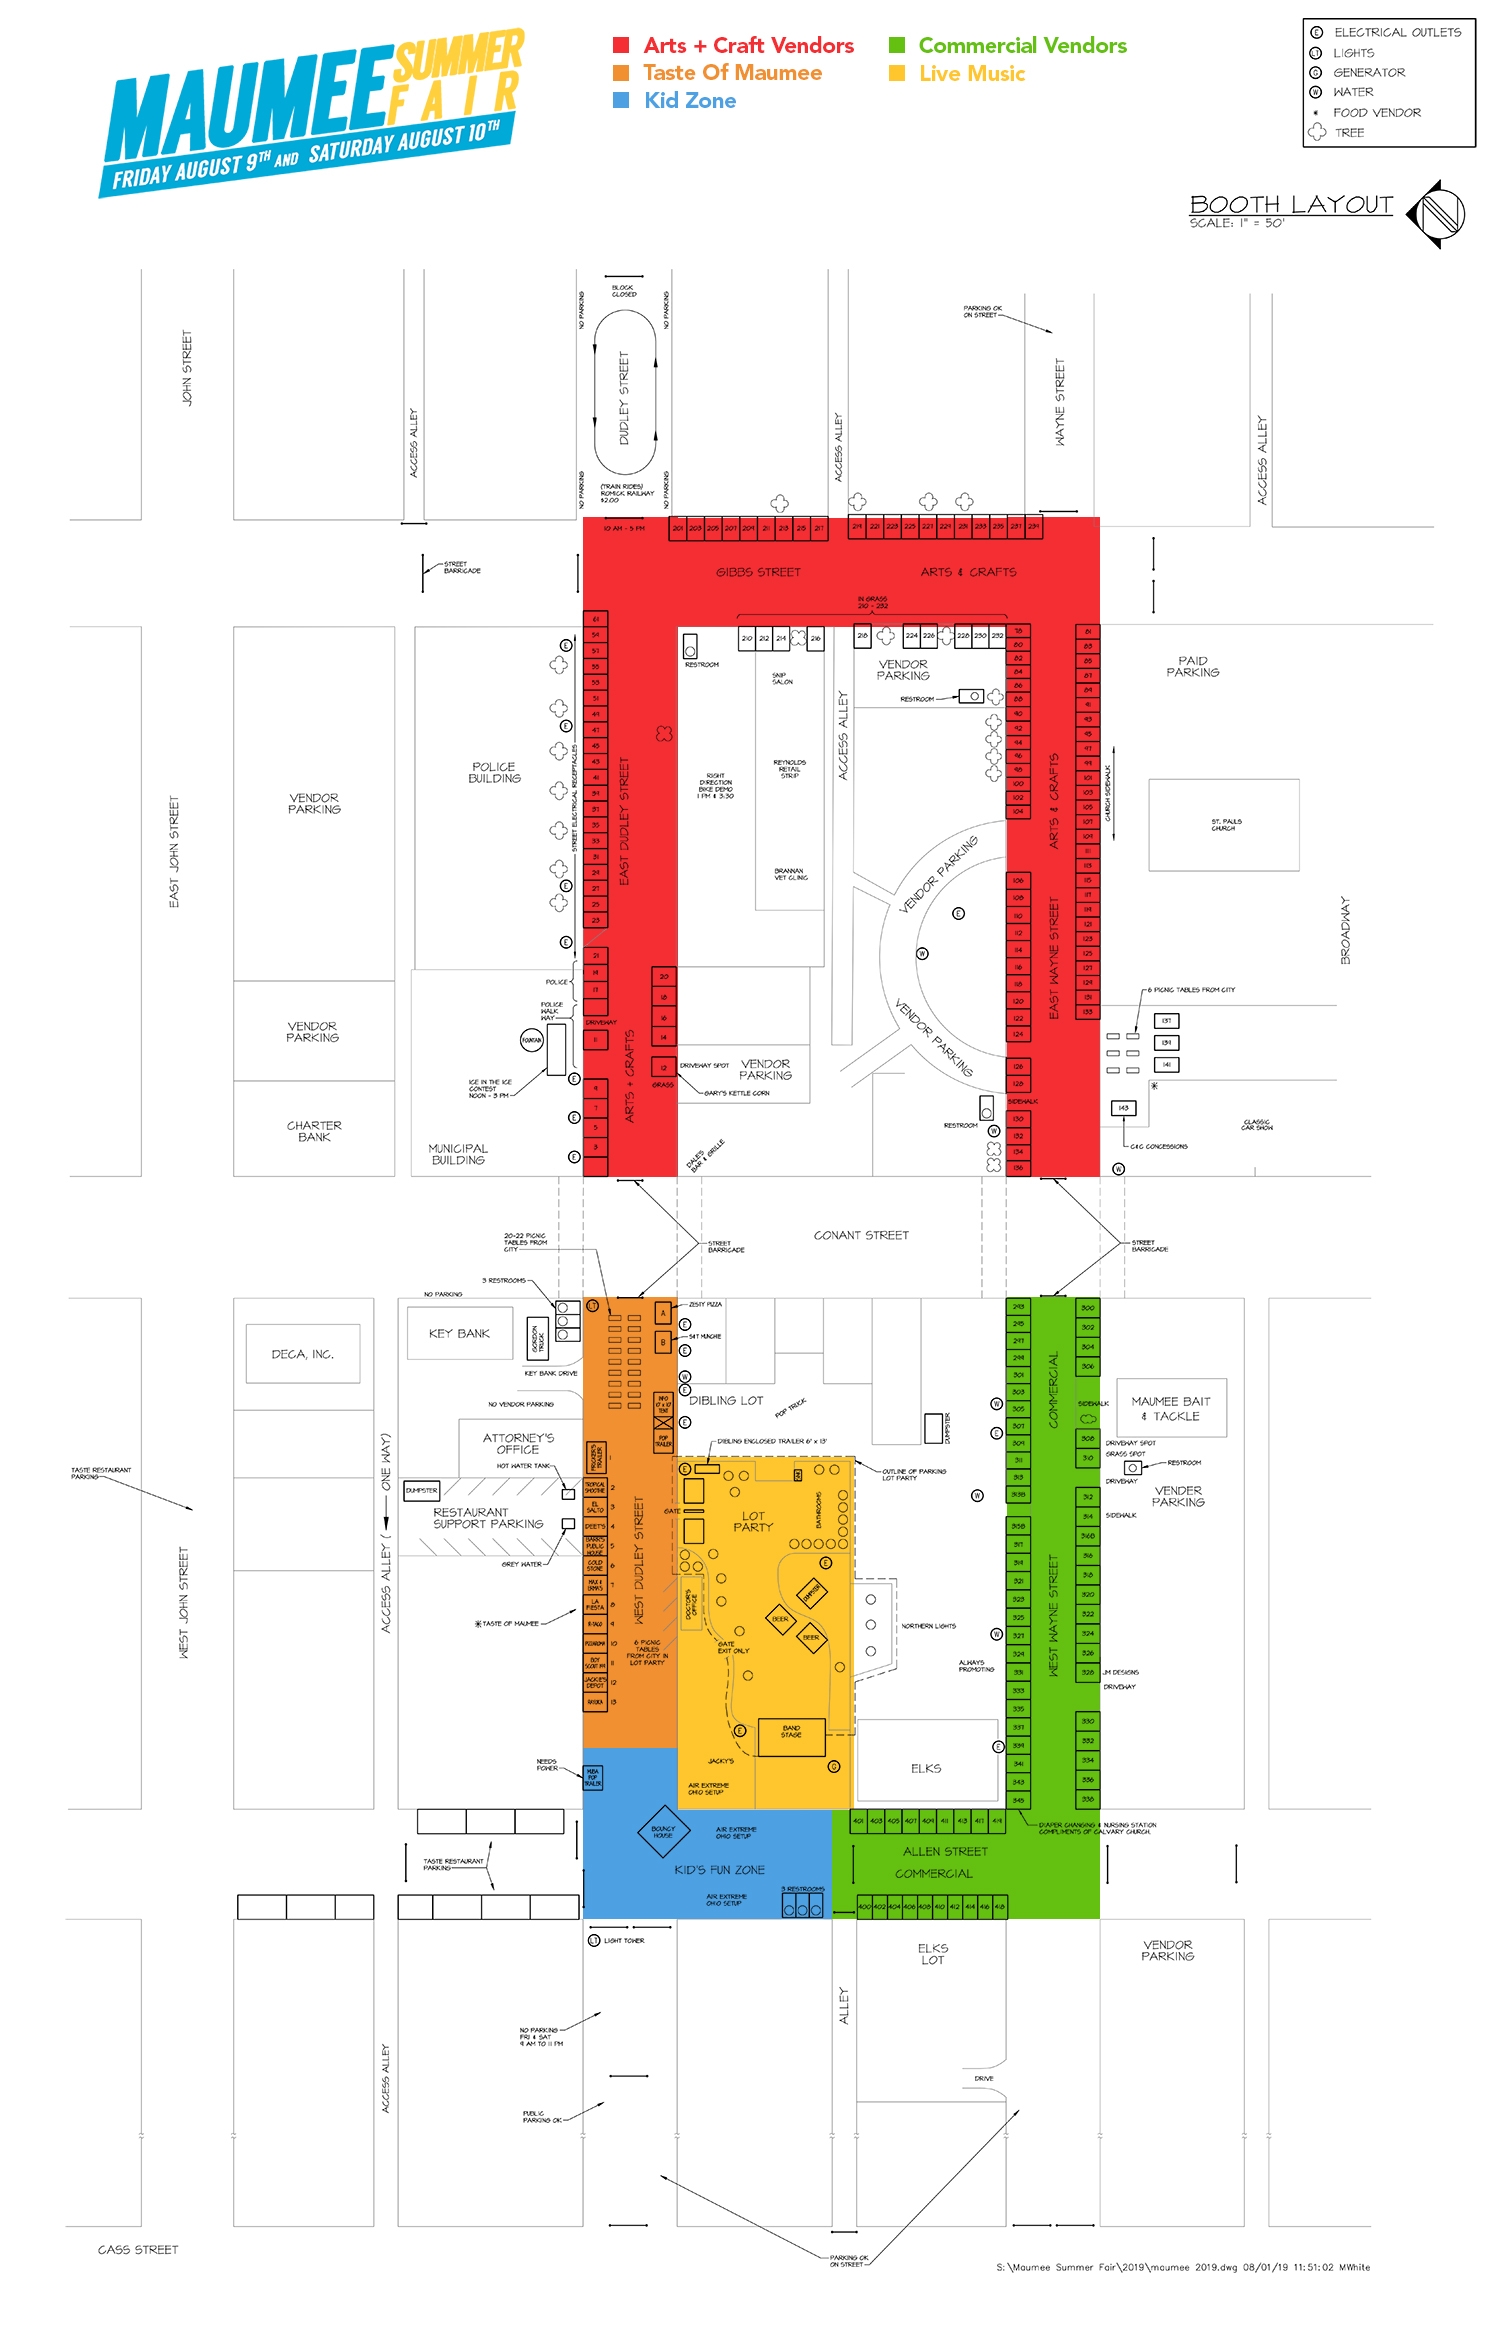 MAUMEE SUMMER
FAIR
FRIDAY AUGUST 9TH AND SATURDAY AUGUST 10TH
Arts + Craft Vendors
Taste Of Maumee
Kid Zone
Commercial Vendors
Live Music
E ELECTRICAL OUTLETS
LT LIGHTS
G GENERATOR
W WATER
* FOOD VENDOR
TREE
BOOTH LAYOUT
SCALE: 1" = 50'
N
BLOCK
CLOSED
NO PARKING
NO PARKING
JOHN STREET
ACCESS ALLEY
DUDLEY STREET
ACCESS ALLEY
PARKING OK
ON STREET
WAYNE STREET
ACCESS ALLEY
NO PARKING
NO PARKING
(TRAIN RIDES)
ROMICK RAILWAY
$2.00
10 AM - 5 PM
201 203 205 207 209 211 213 215 217
219 221 223 225 227 229 231 233 235 237 239
STREET
BARRICADE
GIBBS STREET
ARTS & CRAFTS
IN GRASS
210 - 232
210 212 214 216
218 224 226 228 230 232
RESTROOM
SNIP
SALON
VENDOR
PARKING
RESTROOM
PAID
PARKING
61 59 57 55 53 51 49 47 45 43 41 39 37 35 33 31 29 27 25 23
21 19 17
11
9 7 5 3
78 80 82 84 86 88 90 92 94 96 98 100 102 104
106 108 110 112 114 116 118 120 122 124
126 128
130 132 134 136
81 83 85 87 89 91 93 95 97 99 101 103 105 107 109 111 113 115 117 119 121 123 125 127 129 131 133
STREET ELECTRICAL RECEPTACLES
POLICE
BUILDING
VENDOR
PARKING
EAST JOHN STREET
EAST DUDLEY STREET
RIGHT
DIRECTION
BIKE DEMO
1 PM & 3:30
REYNOLDS
RETAIL
STRIP
BRANNAN
VET CLINIC
ACCESS ALLEY
VENDOR PARKING
VENDOR PARKING
ARTS & CRAFTS
EAST WAYNE STREET
CHURCH SIDEWALK
ST. PAULS
CHURCH
BROADWAY
POLICE
POLICE
WALK
WAY
DRIVEWAY
FOUNTAIN
ICE IN THE ICE
CONTEST
NOON - 3 PM
ARTS + CRAFTS
20 18 16 14
12
DRIVEWAY SPOT
GRASS
GARY'S KETTLE CORN
VENDOR
PARKING
VENDOR
PARKING
CHARTER
BANK
MUNICIPAL
BUILDING
DALE'S
BAR & GRILLE
SIDEWALK
RESTROOM
6 PICNIC TABLES FROM CITY
137
139
141
143
C&C CONCESSIONS
CLASSIC
CAR SHOW
CONANT STREET
STREET
BARRICADE
STREET
BARRICADE
20-22 PICNIC
TABLES FROM
CITY
3 RESTROOMS
NO PARKING
KEY BANK
GORDON
TRUCK
DECA, INC.
KEY BANK DRIVE
NO VENDOR PARKING
ATTORNEY'S
OFFICE
HOT WATER TANK
DUMPSTER
RESTAURANT
SUPPORT PARKING
GREY WATER
TASTE OF MAUMEE
TASTE RESTAURANT
PARKING
WEST JOHN STREET
ACCESS ALLEY (ONE WAY)
A ZESTY PIZZA
B
INFO
TENT
POP
TRAILER
TRAILER 1
TROPICAL
SMOOTHIE 2
EL
SALTO 3
DEET'S 4
PUBLIC
HOUSE 5
COLD
STONE 6
MAX &
ERMA'S 7
LA
FIESTA 8
9
10
BOY
SCOUT 11
JACKIE'S
DEPOT 12
13
WEST DUDLEY STREET
6 PICNIC
TABLES
FROM CITY IN
LOT PARTY
DIBLING LOT
POP TRUCK
DIBLING ENCLOSED TRAILER 6' x 13'
OUTLINE OF PARKING
LOT PARTY
DUMPSTER
GATE
LOT
PARTY
BATHROOMS
DOCTOR'S
OFFICE
DUMPSTER
BEER
BEER
GATE
EXIT ONLY
NORTHERN LIGHTS
ALWAYS
PROMOTING
BAND
STAGE
JACKY'S
AIR EXTREME
OHIO SETUP
ELKS
293 295 297 299 301 303 305 307 309 311 313 313B
315B 317 319 321 323 325 327 329 331 333 335 337 339 341 343 345
300 302 304 306
308 310
312 314 316B 316 318 320 322 324 326 328
330 332 334 336 338
COMMERCIAL
WEST WAYNE STREET
SIDEWALK
MAUMEE BAIT
& TACKLE
DRIVEWAY SPOT
GRASS SPOT
RESTROOM
DRIVEWAY
VENDER
PARKING
SIDEWALK
JM DESIGNS
DRIVEWAY
DIAPER CHANGING & NURSING STATION
COMPLIMENTS OF CALVARY CHURCH.
NEEDS
POWER
MUBA
POP
TRAILER
BOUNCY
HOUSE
AIR EXTREME
OHIO SETUP
KID'S FUN ZONE
AIR EXTREME
OHIO SETUP
3 RESTROOMS
401 403 405 407 409 411 413 417 419
ALLEN STREET
COMMERCIAL
400 402 404 406 408 410 412 414 416 418
TASTE RESTAURANT
PARKING
LT LIGHT TOWER
ELKS
LOT
VENDOR
PARKING
ALLEY
NO PARKING
FRI & SAT
9 AM TO 11 PM
ACCESS ALLEY
PUBLIC
PARKING OK
DRIVE
PARKING OK
ON STREET
CASS STREET
S:\Maumee Summer Fair\2019\maumee 2019.dwg 08/01/19 11:51:02 MWhite